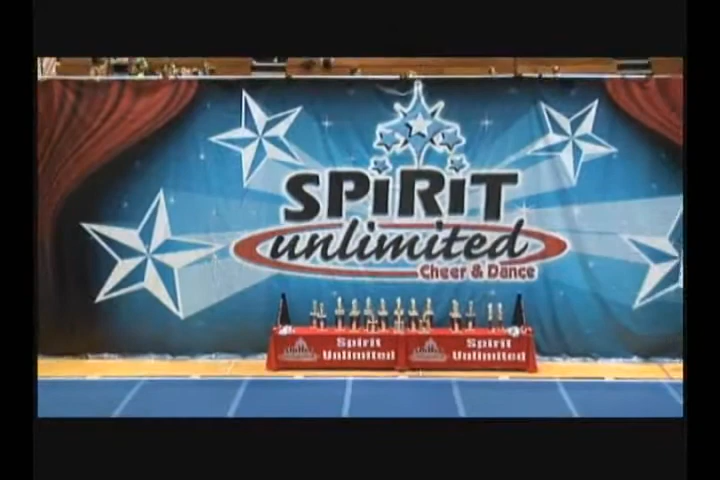 SPiRiT
unlimited
Cheer & Dance
Spirit
Unlimited
Spirit
Unlimited